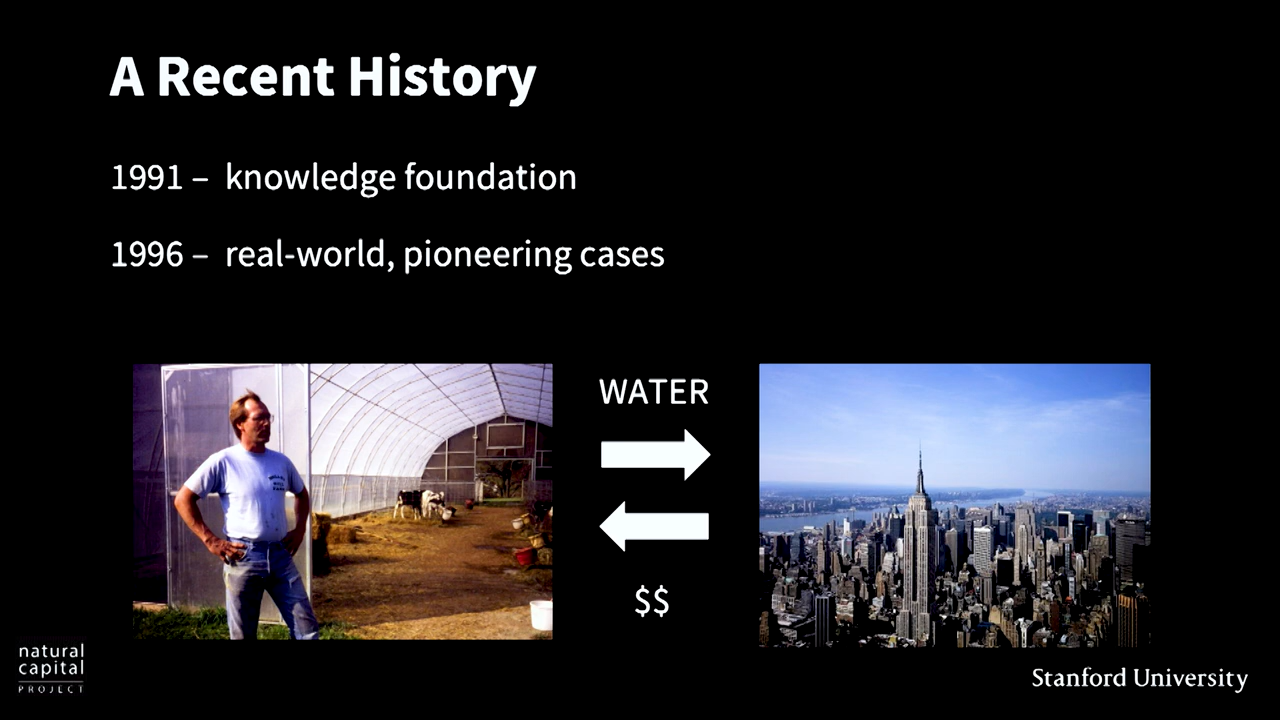 A Recent History
1991 – knowledge foundation
1996 – real-world, pioneering cases
WATER
$$
natural
capital
PROJECT
Stanford University